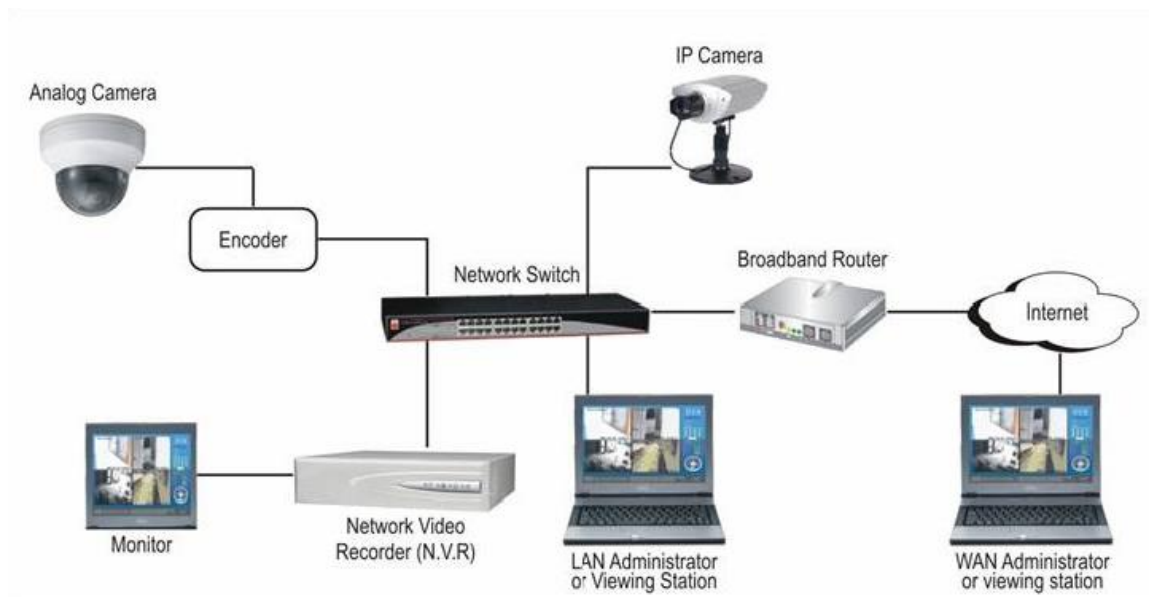 IP Camera
Analog Camera
Encoder
Network Switch
Broadband Router
Internet
Monitor
Network Video
Recorder (N.V.R)
LAN Administrator
or Viewing Station
WAN Administrator
or viewing station